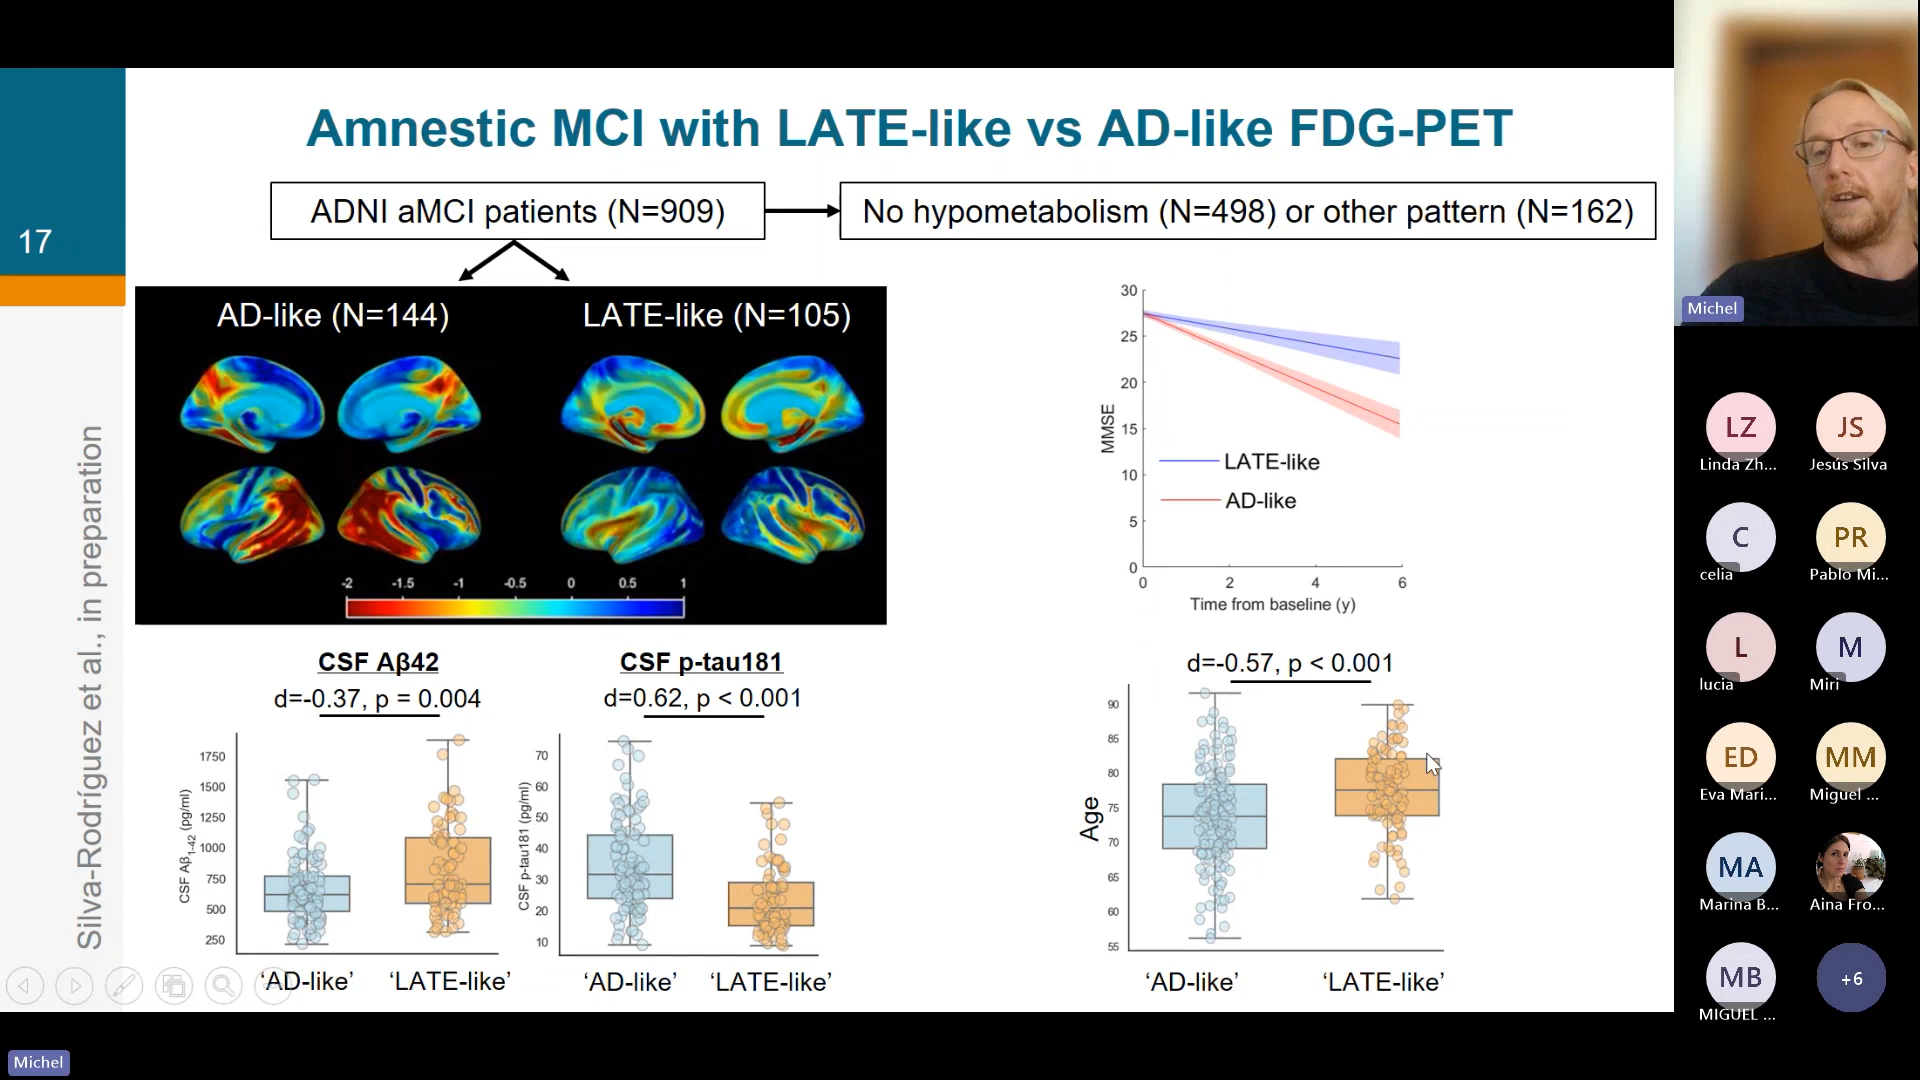 Amnestic MCI with LATE-like vs AD-like FDG-PET
17
ADNI aMCI patients (N=909)
No hypometabolism (N=498) or other pattern (N=162)
AD-like (N=144)
LATE-like (N=105)
-2 -1.5 -1 -0.5 0 0.5 1
30
25
20
15
10
5
0
MMSE
LATE-like
AD-like
0 2 4 6
Time from baseline (y)
Silva-Rodríguez et al., in preparation
CSF Aβ42
d=-0.37, p = 0.004
1750
1500
1250
1000
750
500
250
CSF Aβ1-42 (pg/ml)
'AD-like' 'LATE-like'
CSF p-tau181
d=0.62, p < 0.001
70
60
50
40
30
20
10
CSF p-tau181 (pg/ml)
'AD-like' 'LATE-like'
d=-0.57, p < 0.001
90
85
80
75
70
65
60
55
Age
'AD-like' 'LATE-like'
Michel
LZ
Linda Zh...
JS
Jesús Silva
C
celia
PR
Pablo Mi...
L
lucia
M
Miri
ED
Eva Mari...
MM
Miguel ...
MA
Marina B...
Aina Fro...
MB
MIGUEL ...
+6
Michel